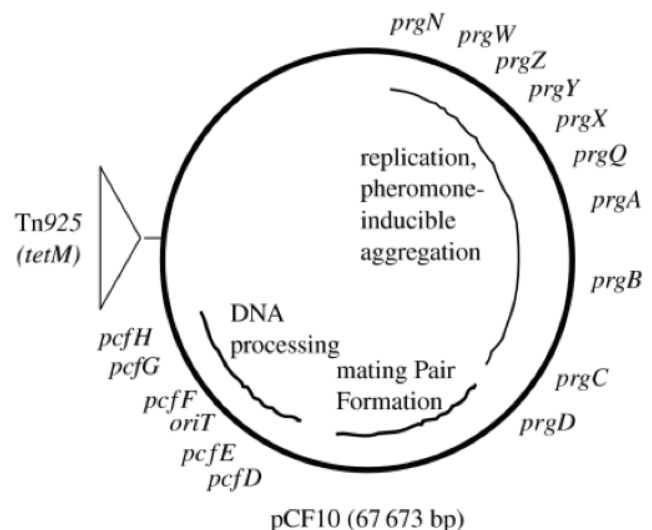 prgN
prgW
prgZ
prgY
prgX
prgQ
prgA
prgB
prgC
prgD
replication,
pheromone-
inducible
aggregation
Tn925
(tetM)
DNA
processing
mating Pair
Formation
pcfH
pcfG
pcfF
oriT
pcfE
pcfD
pCF10 (67 673 bp)